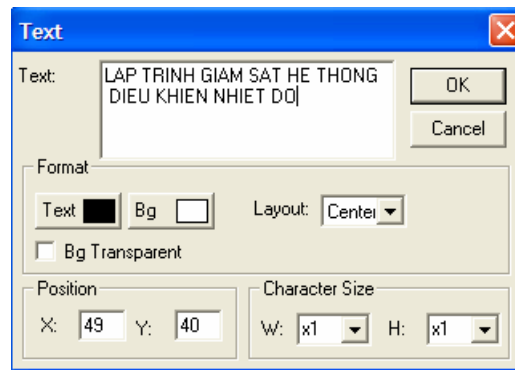 Text
Text:
LAP TRINH GIAM SAT HE THONG
DIEU KHIEN NHIET DO
OK
Cancel
Format
Text
Bg
Layout:
Center
Bg Transparent
Position
X: 49 Y: 40
Character Size
W: x1 H: x1